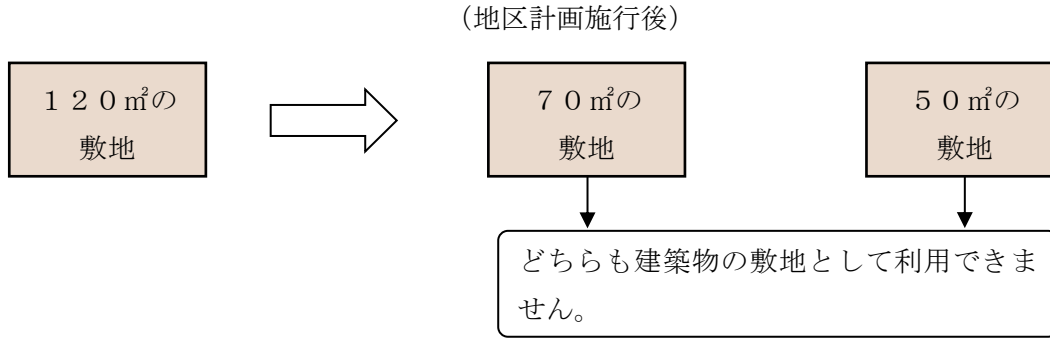 （地区計画施行後）
１２０㎡の
敷地
７０㎡の
敷地
５０㎡の
敷地
どちらも建築物の敷地として利用できま
せん。